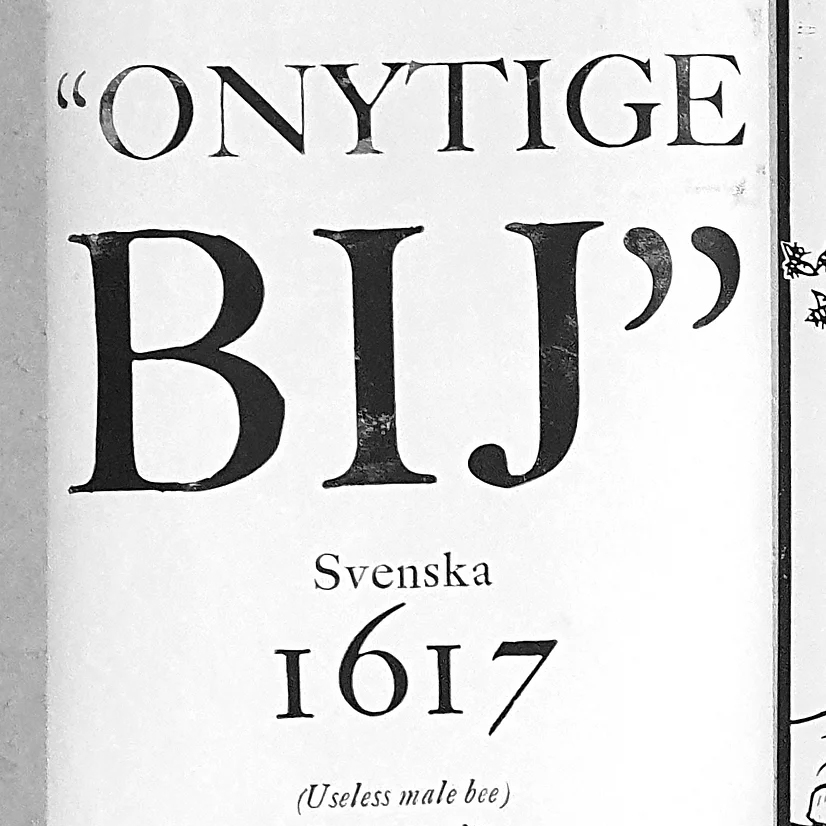 “ONYTIGE
BIJ”
Svenska
1617
(Useless male bee)